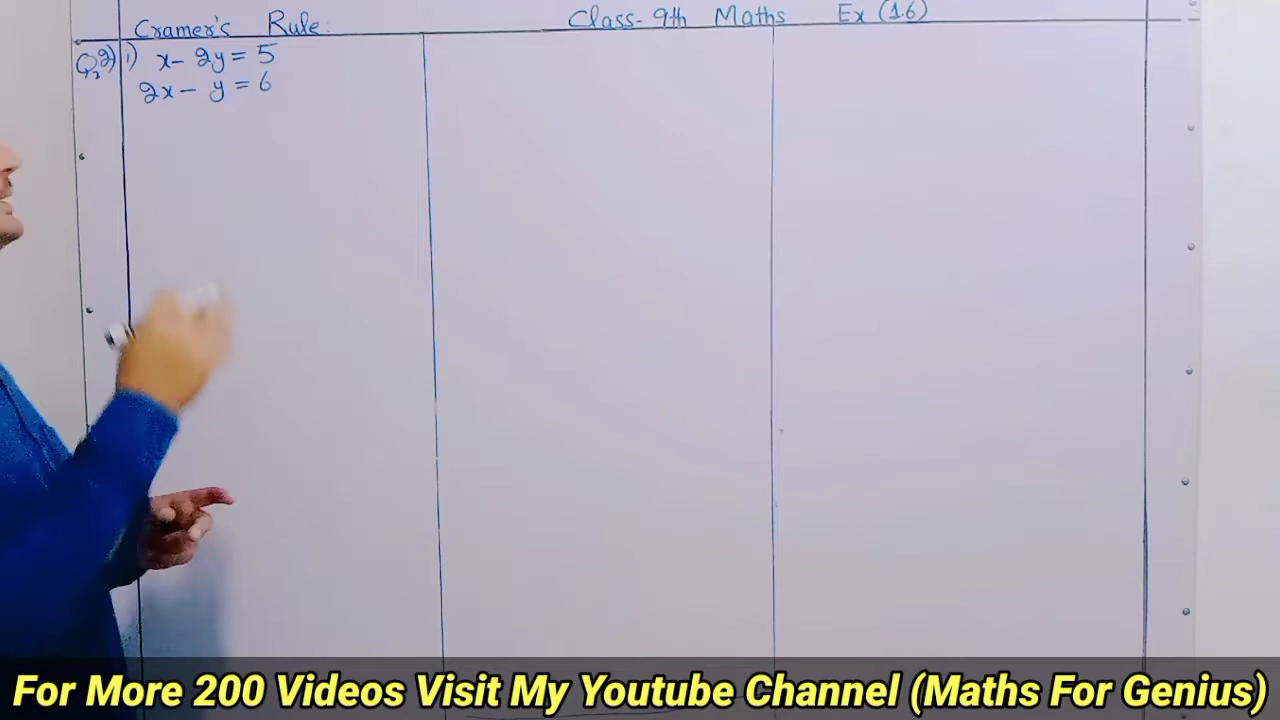 Cramer's Rule: Class-9th Maths Ex (1.6)
Q2) i) x - 2y = 5
2x - y = 6
For More 200 Videos Visit My Youtube Channel (Maths For Genius)